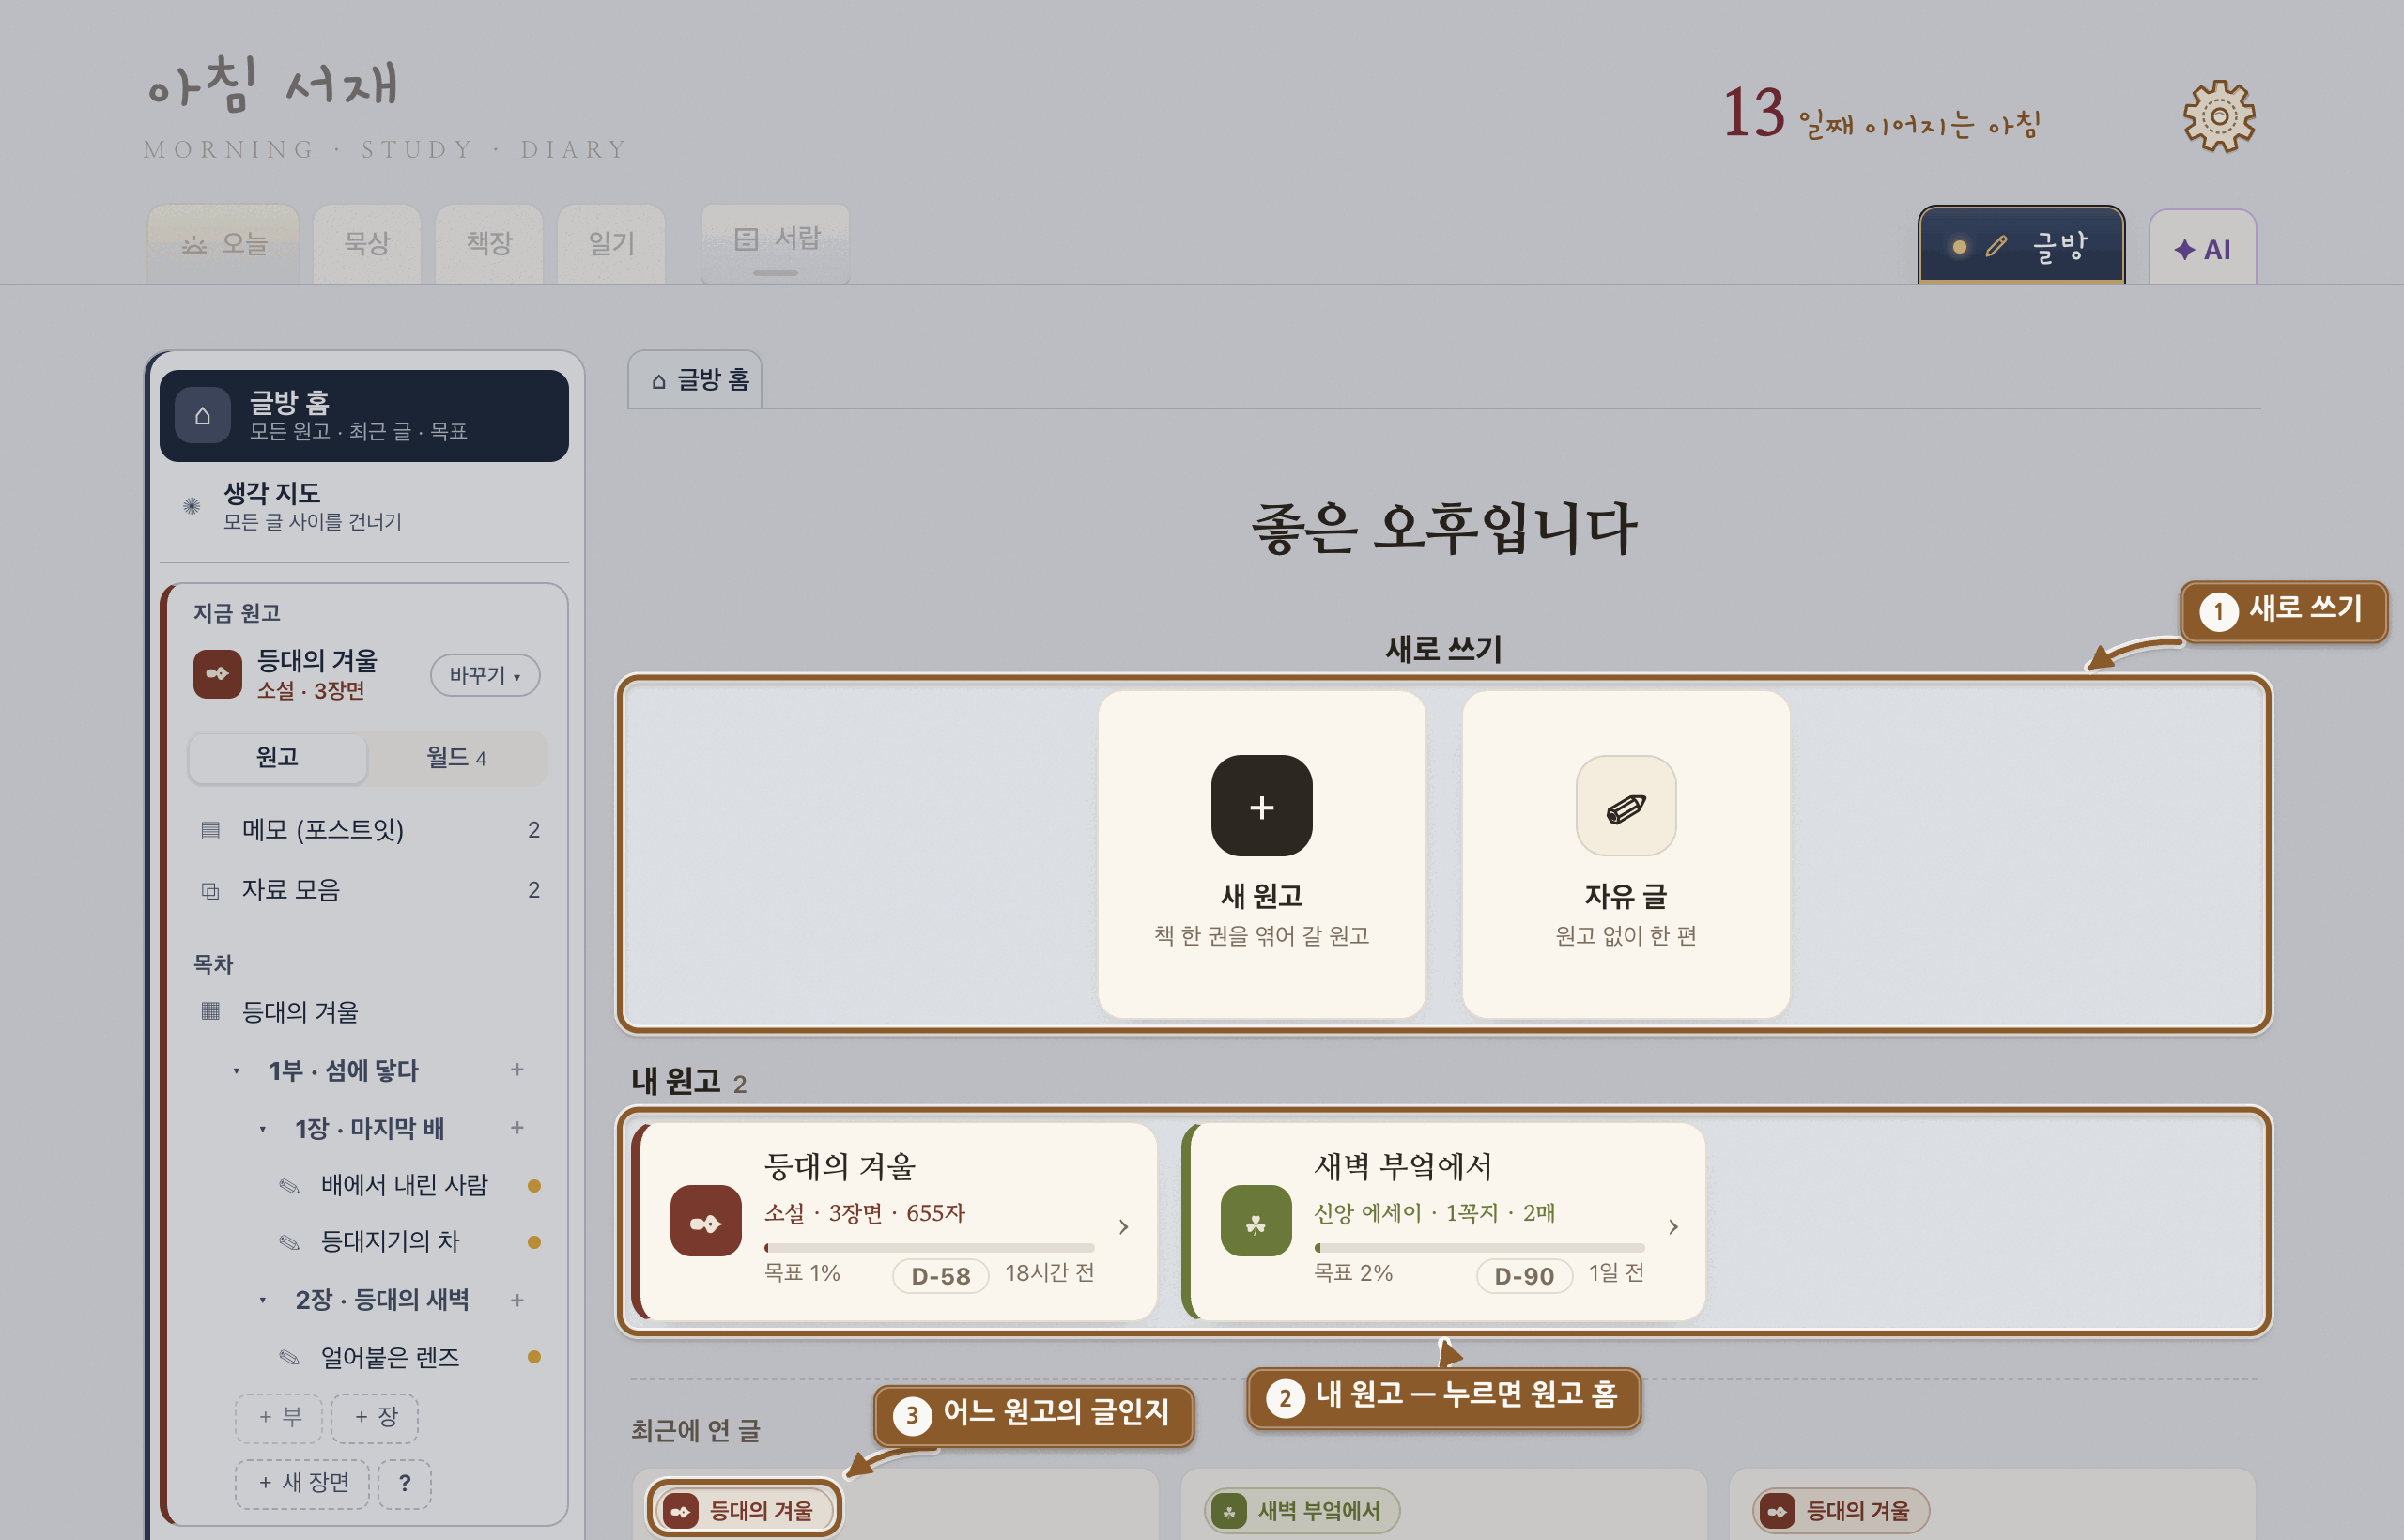 아침 서재
MORNING · STUDY · DIARY
13 일째 이어지는 아침
오늘
묵상
책장
일기
서랍
글방
AI
글방 홈
모든 원고 · 최근 글 · 목표
생각 지도
모든 글 사이를 건너기
지금 원고
등대의 겨울
소설 · 3장면
바꾸기
원고
월드 4
메모 (포스트잇) 2
자료 모음 2
목차
등대의 겨울
1부 · 섬에 닿다 +
1장 · 마지막 배 +
배에서 내린 사람
등대지기의 차
2장 · 등대의 새벽 +
얼어붙은 렌즈
+ 부
+ 장
+ 새 장면
?
글방 홈
좋은 오후입니다
1 새로 쓰기
새로 쓰기
+
새 원고
책 한 권을 엮어 갈 원고
자유 글
원고 없이 한 편
내 원고 2
등대의 겨울
소설 · 3장면 · 655자
목표 1%
D-58
18시간 전
새벽 부엌에서
신앙 에세이 · 1꼭지 · 2매
목표 2%
D-90
1일 전
2 내 원고 — 누르면 원고 홈
3 어느 원고의 글인지
최근에 연 글
등대의 겨울
새벽 부엌에서
등대의 겨울